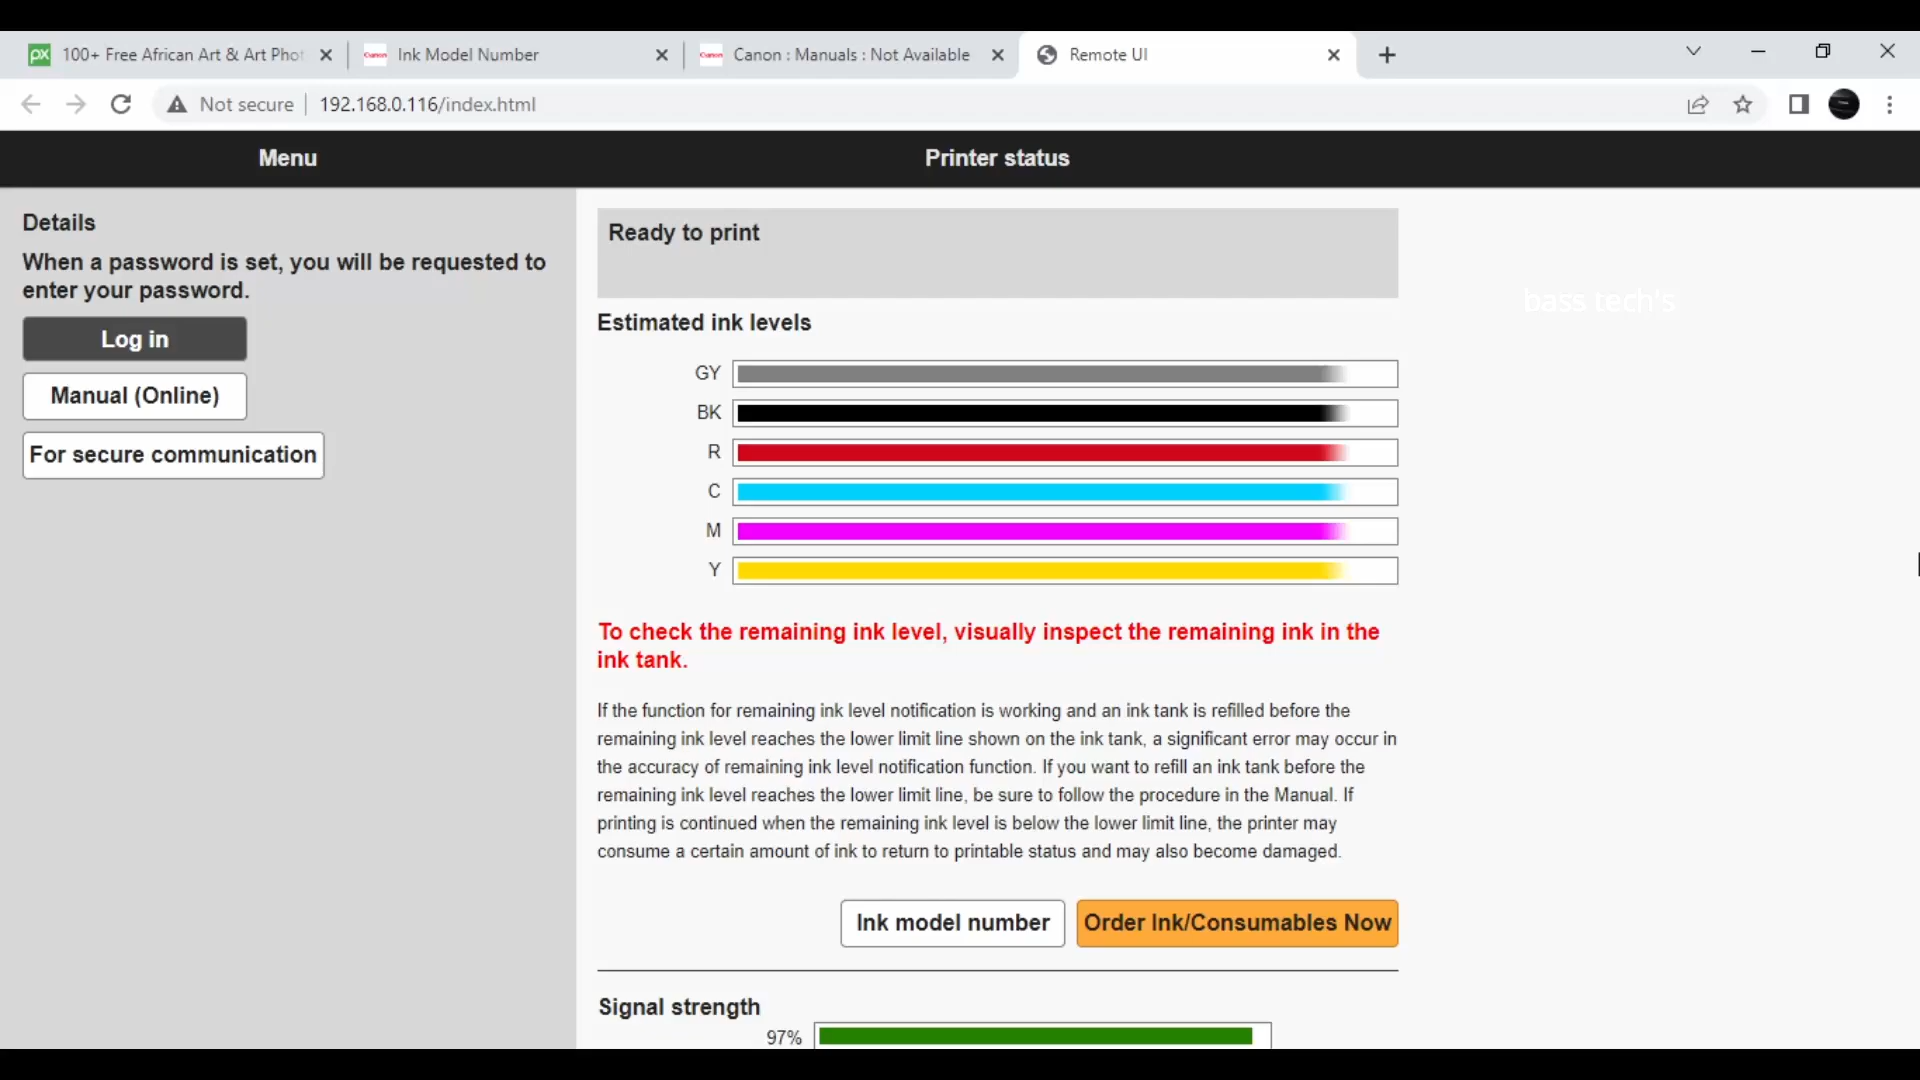 100+ Free African Art & Art Phot
Canon Ink Model Number
Canon Canon : Manuals : Not Available
Remote UI
Not secure 192.168.0.116/index.html
Menu
Printer status
Details
When a password is set, you will be requested to
enter your password.
Log in
Manual (Online)
For secure communication
Ready to print
bass tech's
Estimated ink levels
GY
BK
R
C
M
Y
To check the remaining ink level, visually inspect the remaining ink in the
ink tank.
If the function for remaining ink level notification is working and an ink tank is refilled before the
remaining ink level reaches the lower limit line shown on the ink tank, a significant error may occur in
the accuracy of remaining ink level notification function. If you want to refill an ink tank before the
remaining ink level reaches the lower limit line, be sure to follow the procedure in the Manual. If
printing is continued when the remaining ink level is below the lower limit line, the printer may
consume a certain amount of ink to return to printable status and may also become damaged.
Ink model number
Order Ink/Consumables Now
Signal strength
97%